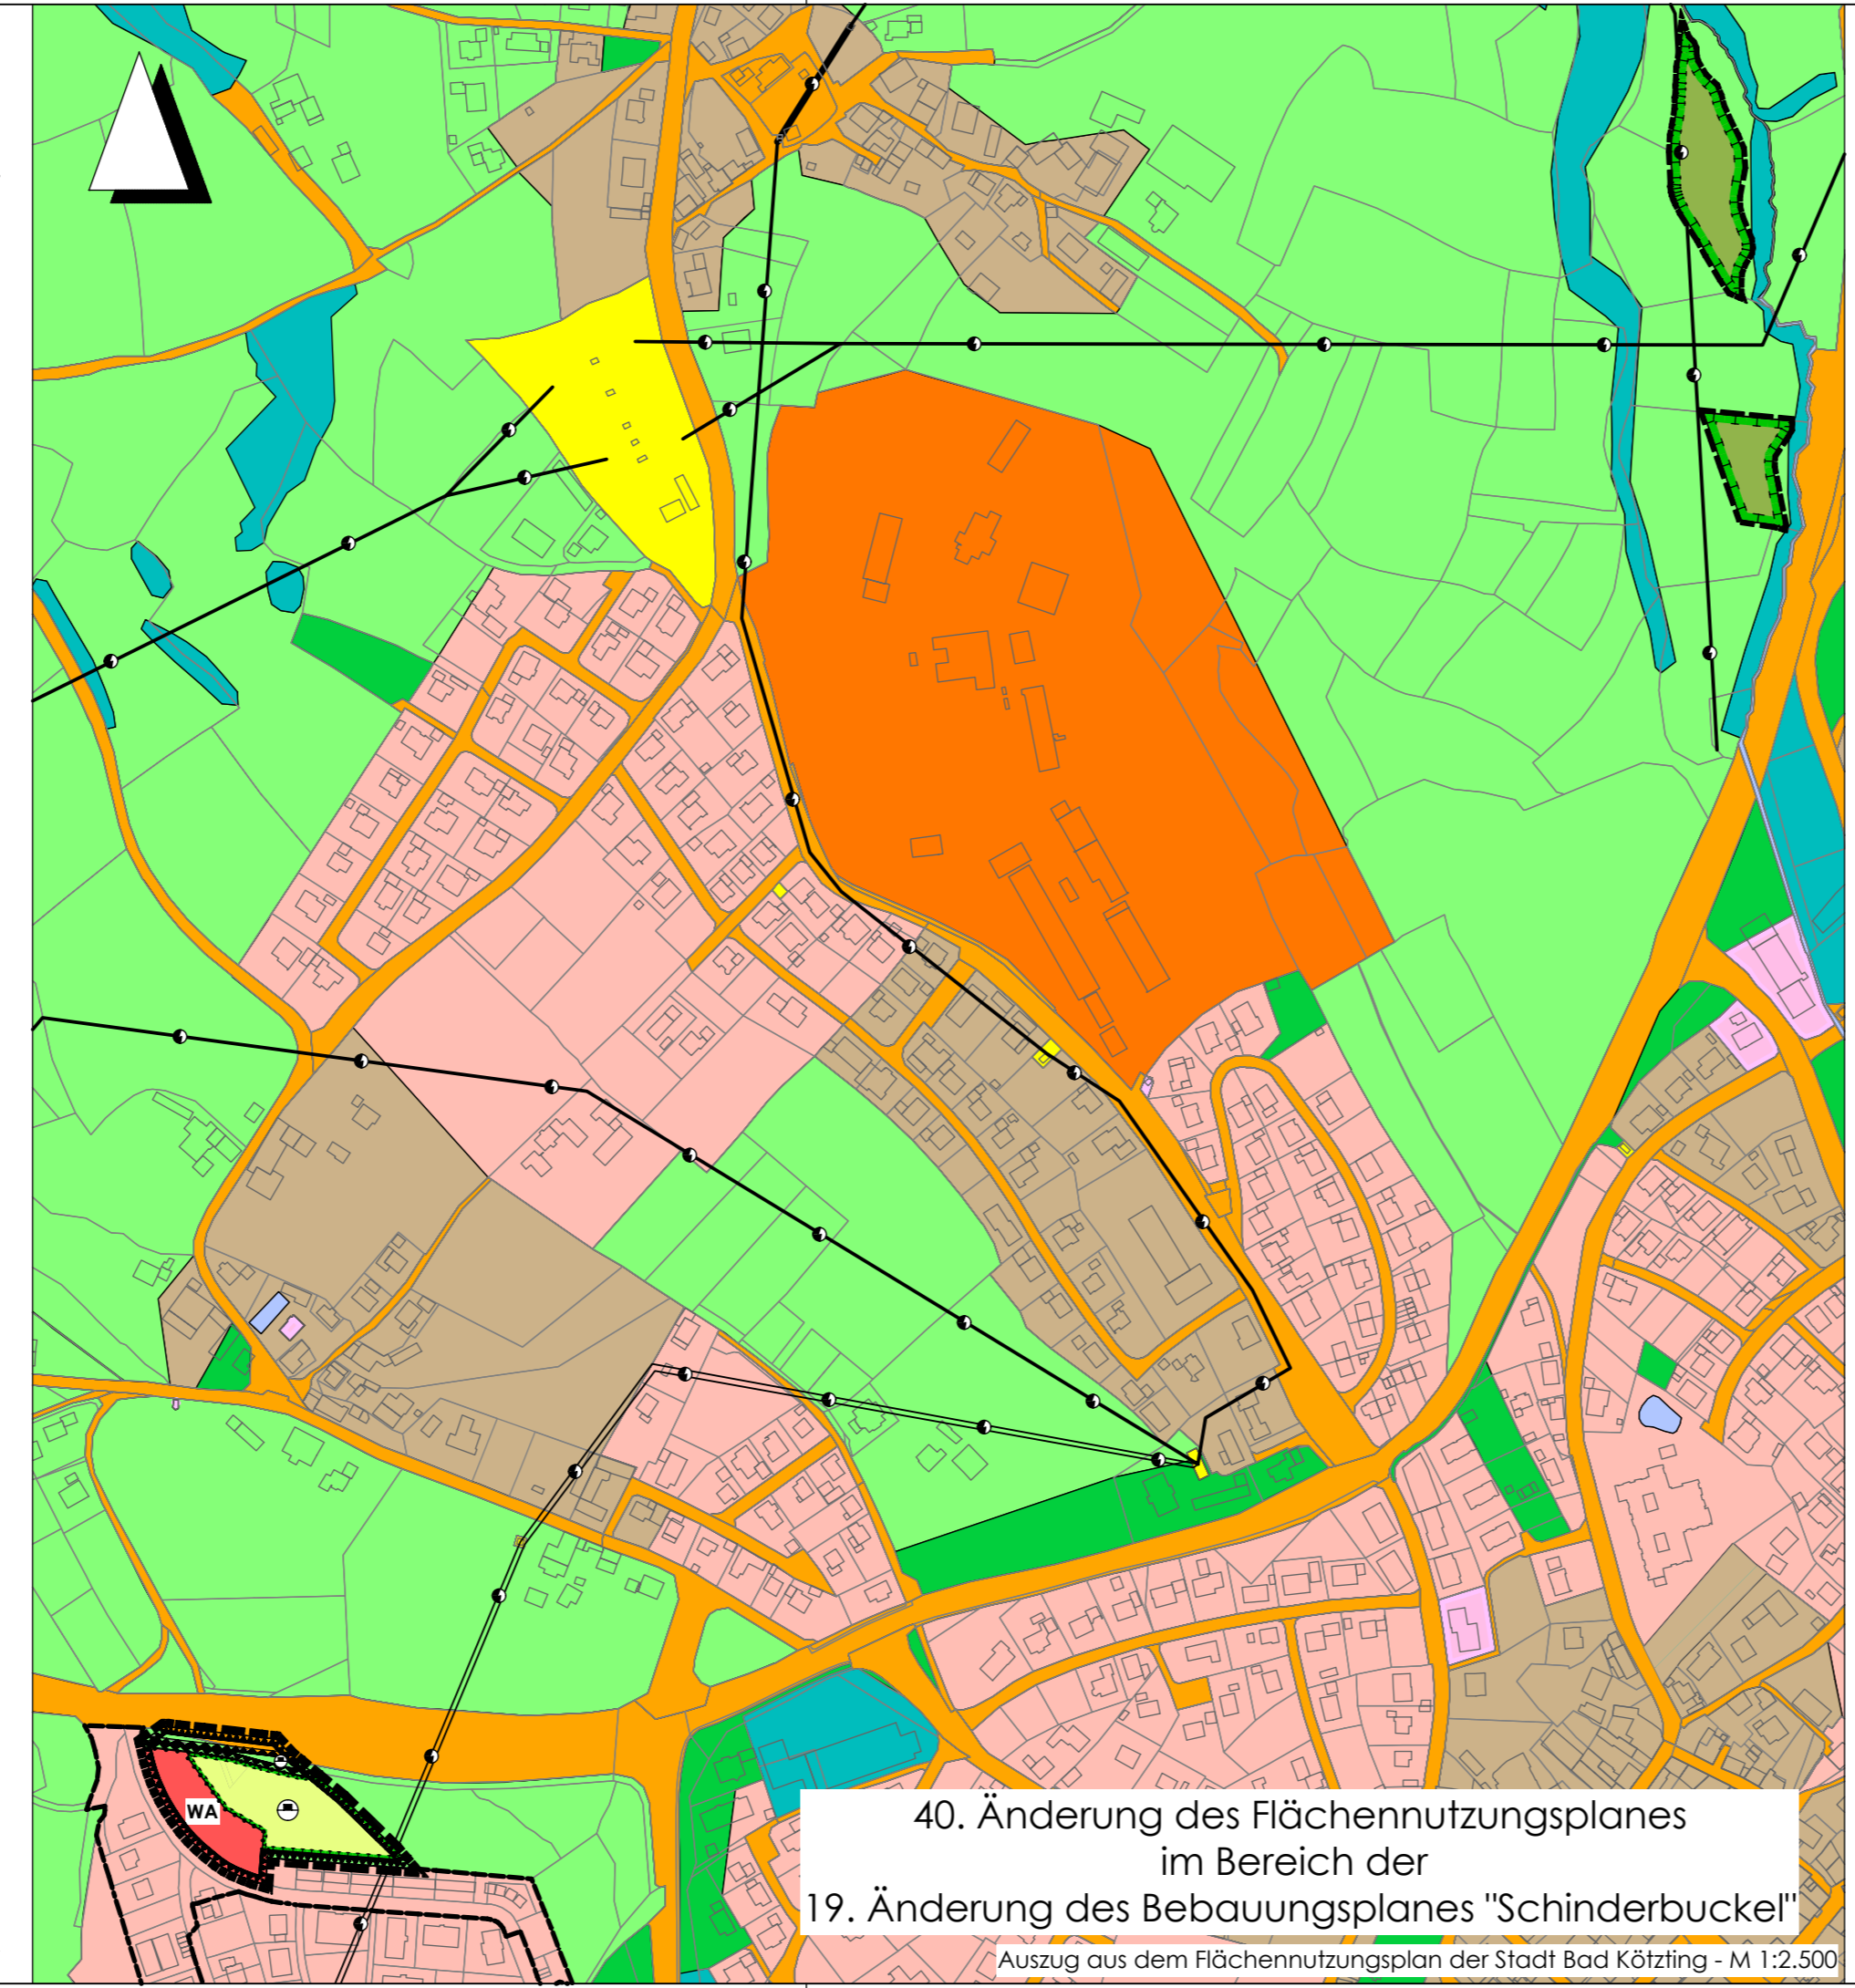 WA
40. Änderung des Flächennutzungsplanes
im Bereich der
19. Änderung des Bebauungsplanes "Schinderbuckel"
Auszug aus dem Flächennutzungsplan der Stadt Bad Kötzting - M 1:2.500